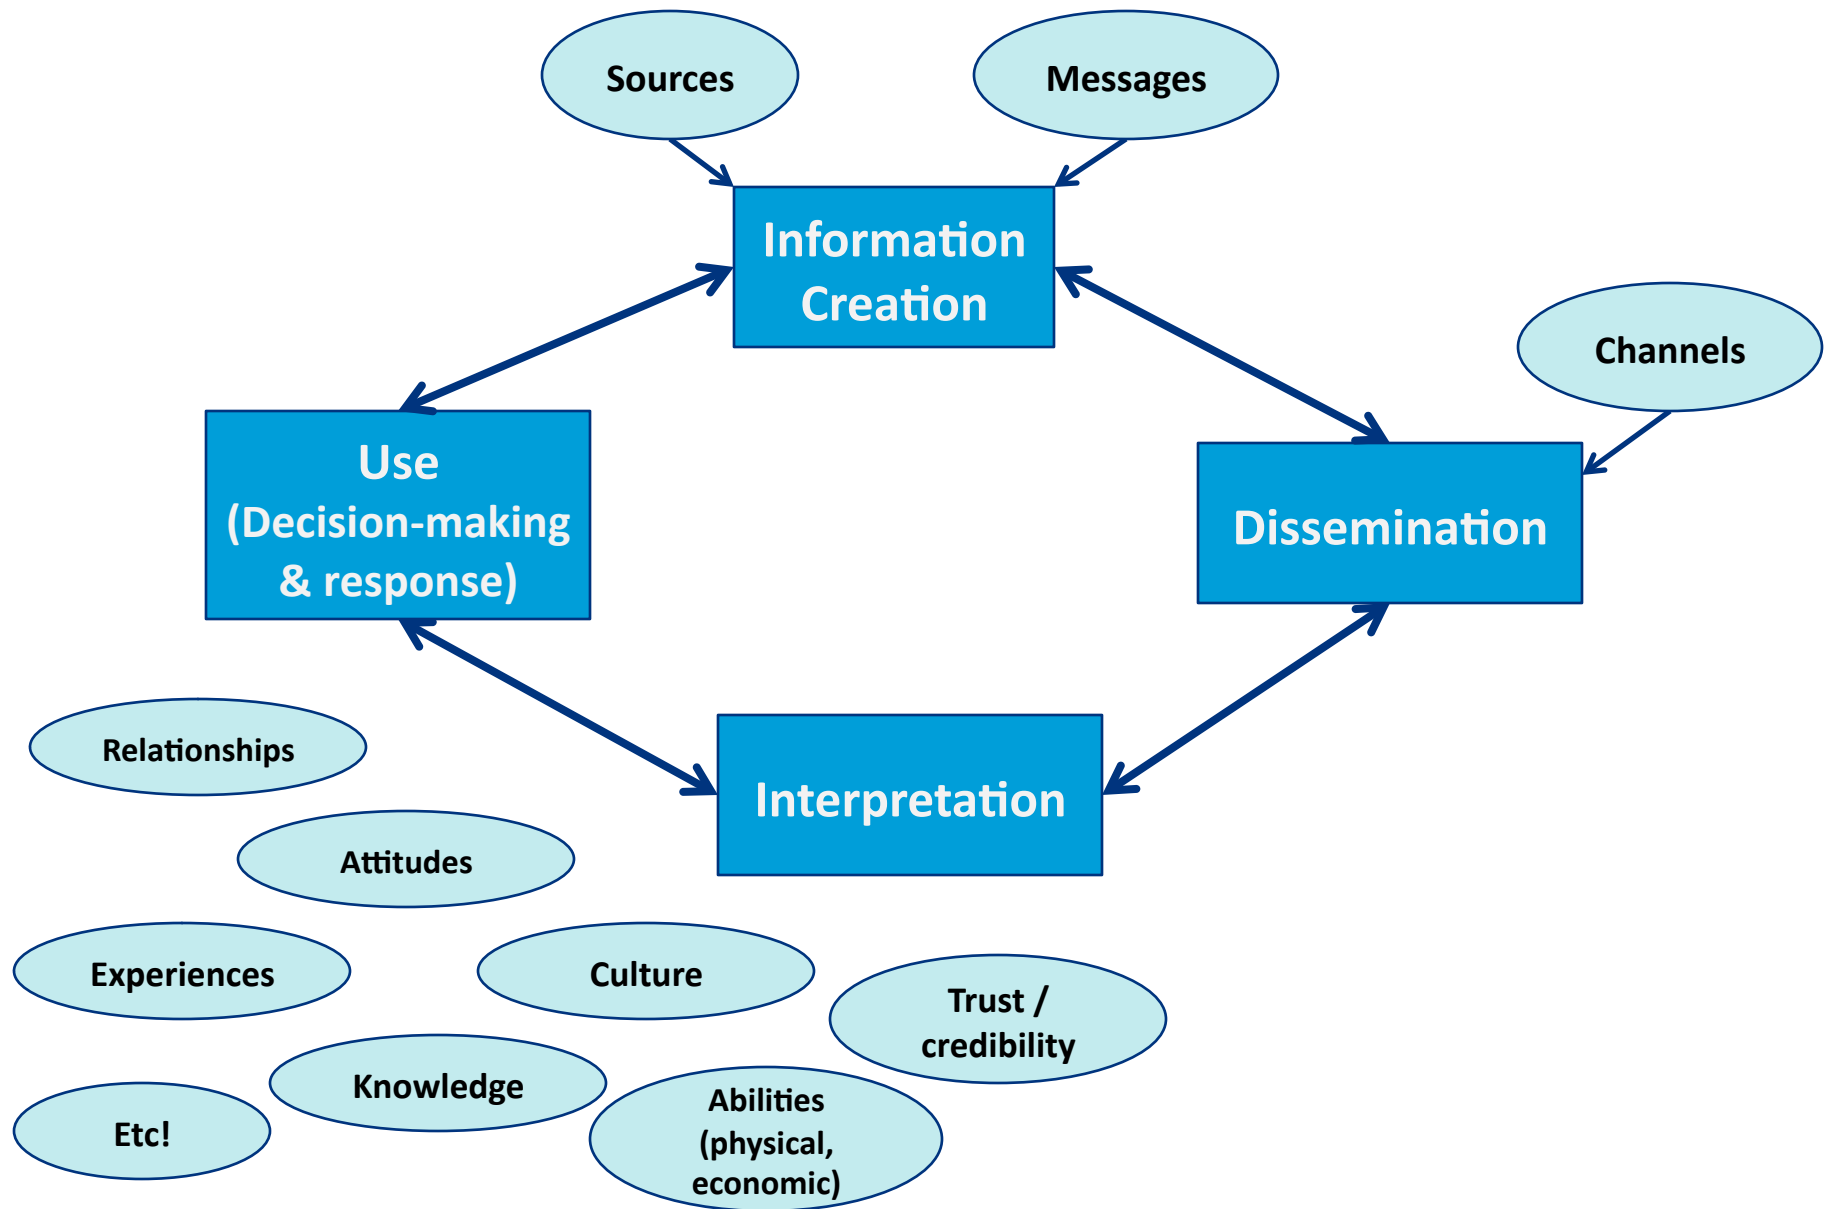 Sources
Messages
Information
Creation
Channels
Use
(Decision-making
& response)
Dissemination
Relationships
Interpretation
Attitudes
Experiences
Culture
Trust /
credibility
Knowledge
Abilities
(physical,
economic)
Etc!